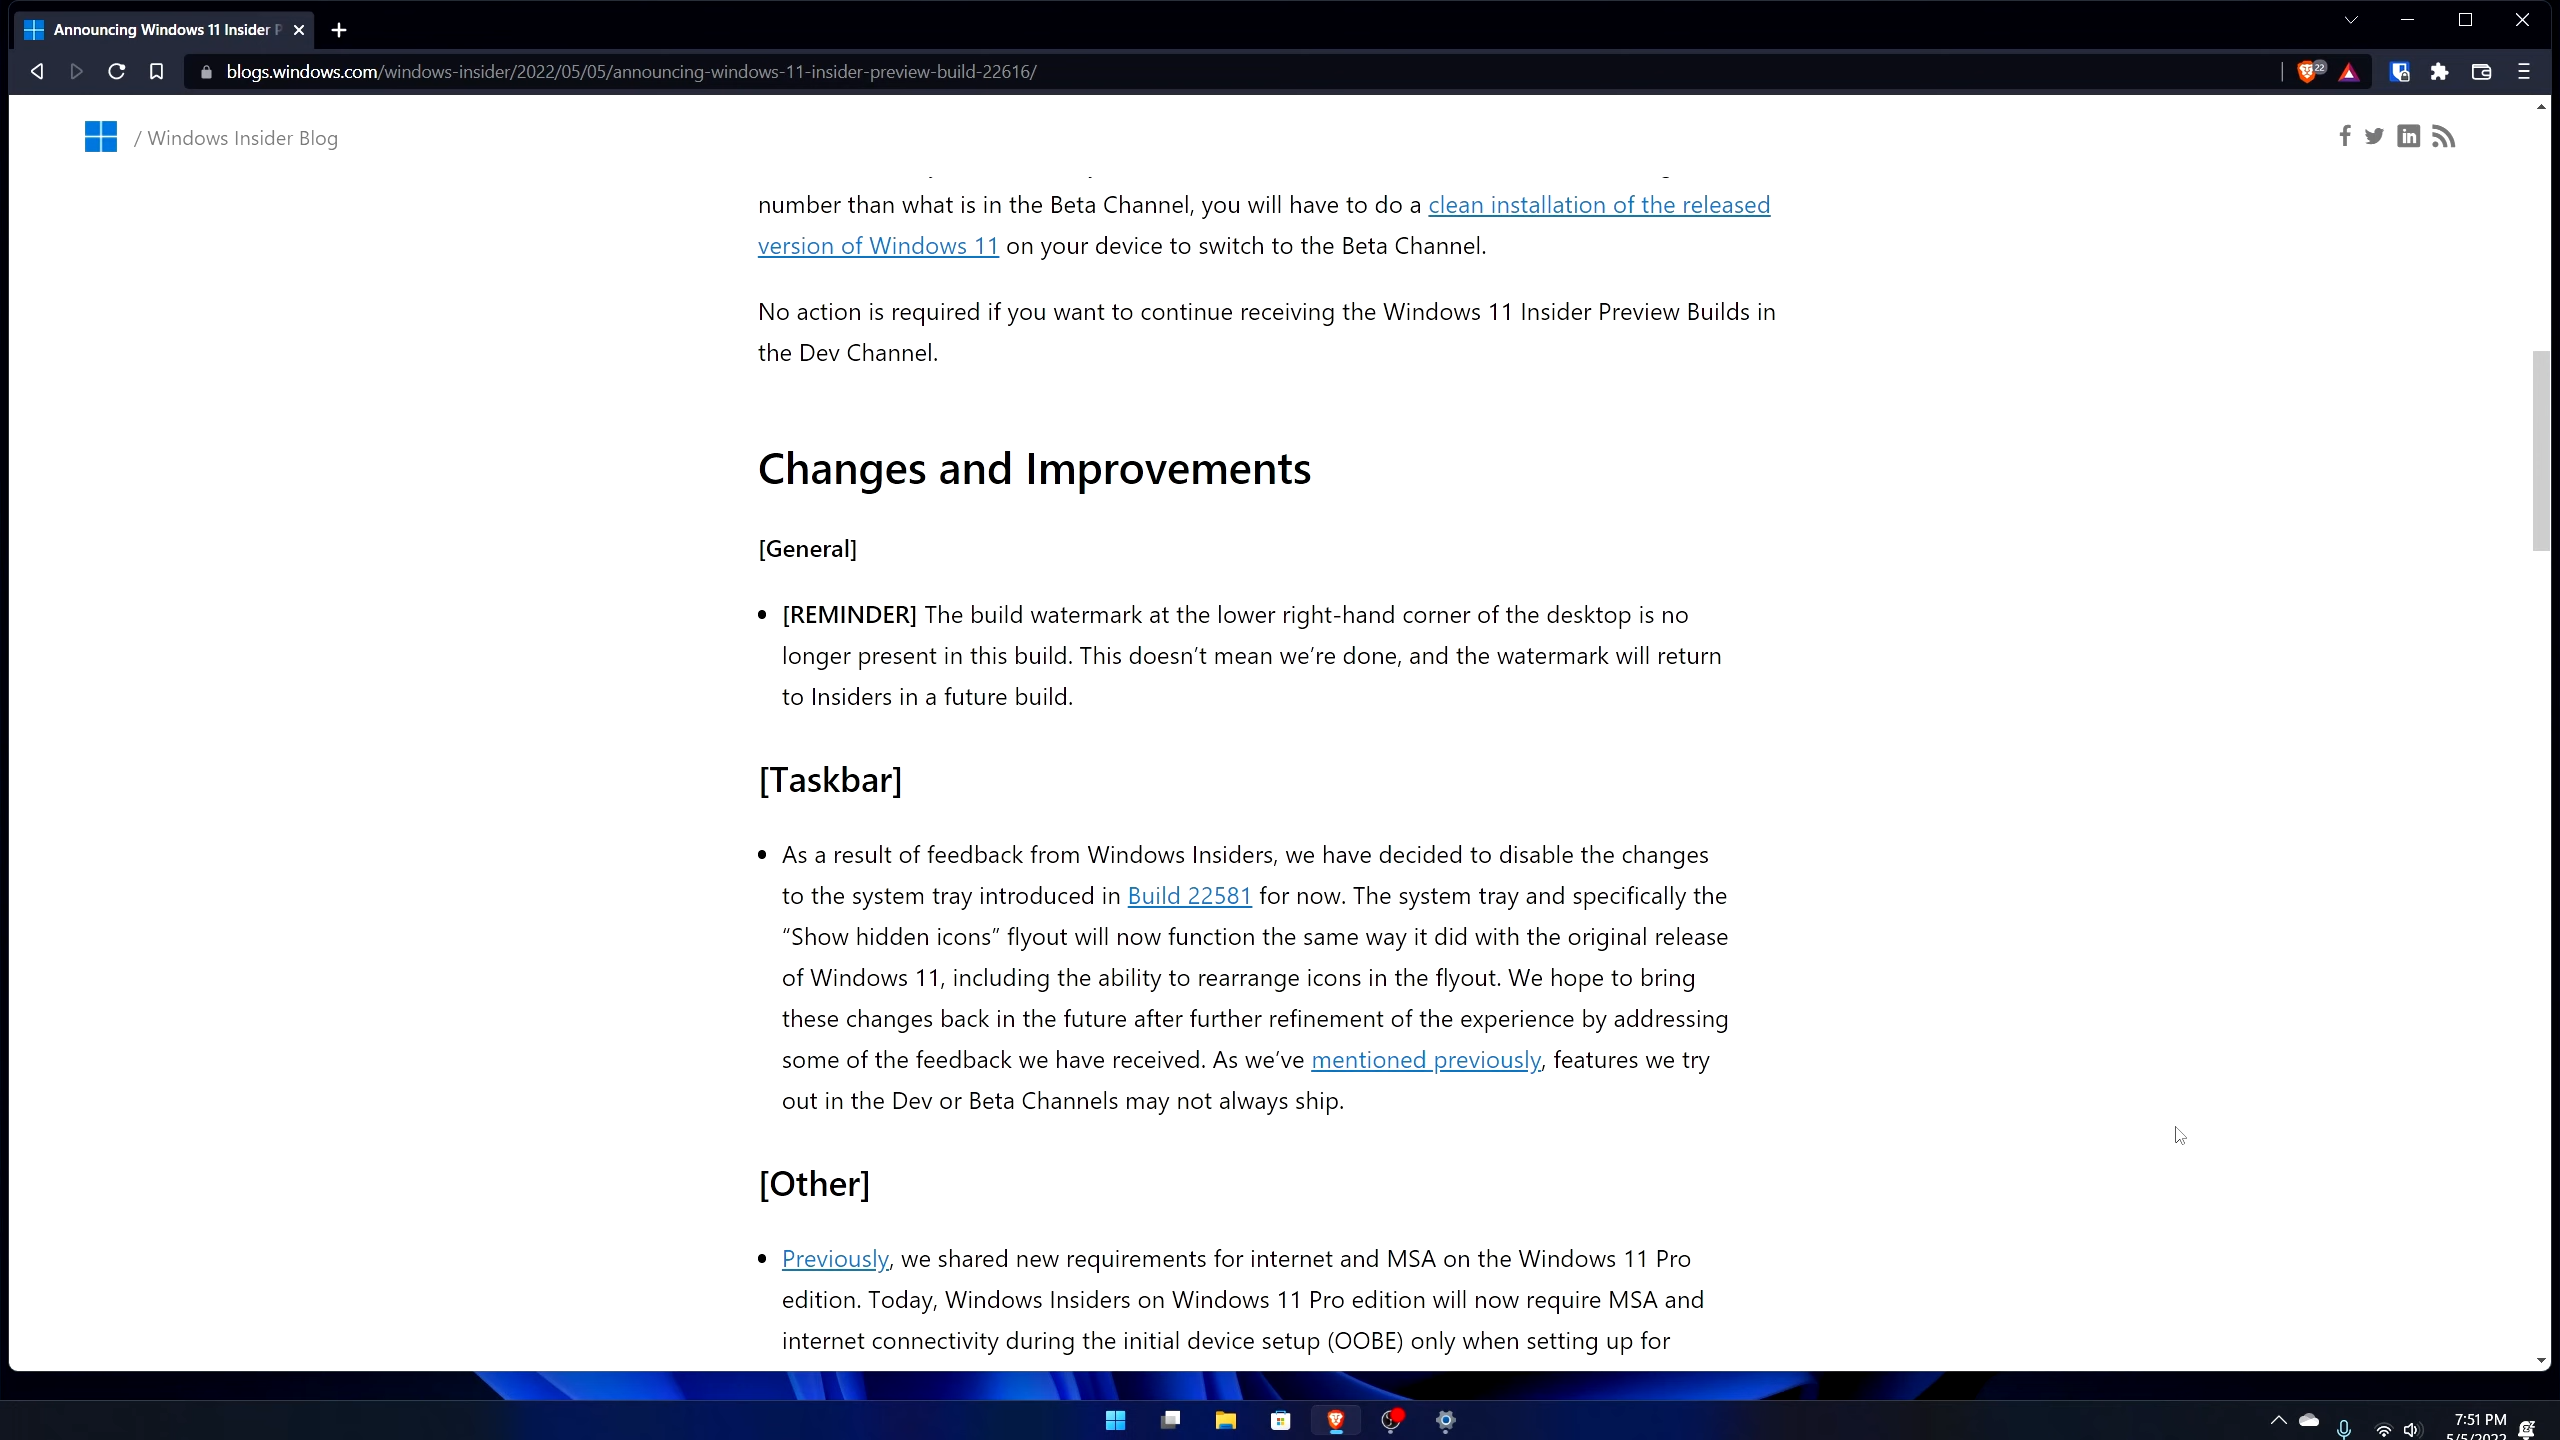 Announcing Windows 11 Insider P
blogs.windows.com/windows-insider/2022/05/05/announcing-windows-11-insider-preview-build-22616/
22
/ Windows Insider Blog
number than what is in the Beta Channel, you will have to do a clean installation of the released
version of Windows 11 on your device to switch to the Beta Channel.
No action is required if you want to continue receiving the Windows 11 Insider Preview Builds in
the Dev Channel.
Changes and Improvements
[General]
• [REMINDER] The build watermark at the lower right-hand corner of the desktop is no
longer present in this build. This doesn’t mean we’re done, and the watermark will return
to Insiders in a future build.
[Taskbar]
• As a result of feedback from Windows Insiders, we have decided to disable the changes
to the system tray introduced in Build 22581 for now. The system tray and specifically the
“Show hidden icons” flyout will now function the same way it did with the original release
of Windows 11, including the ability to rearrange icons in the flyout. We hope to bring
these changes back in the future after further refinement of the experience by addressing
some of the feedback we have received. As we’ve mentioned previously, features we try
out in the Dev or Beta Channels may not always ship.
[Other]
• Previously, we shared new requirements for internet and MSA on the Windows 11 Pro
edition. Today, Windows Insiders on Windows 11 Pro edition will now require MSA and
internet connectivity during the initial device setup (OOBE) only when setting up for
7:51 PM
5/5/2022